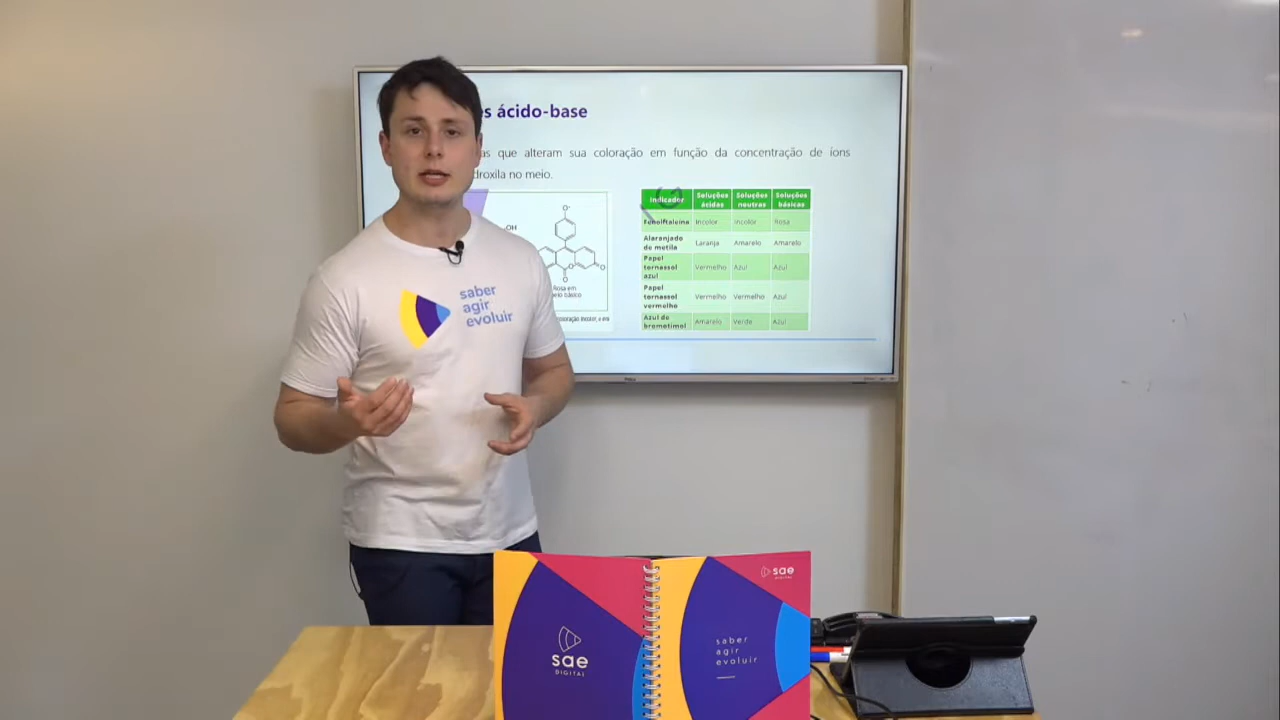 s ácido-base
as que alteram sua coloração em função da concentração de íons
droxila no meio.
OH
O-
O
O
O
Rosa em
eio básico
coloração incolor, e em
Indicador Soluções ácidas Soluções neutras Soluções básicas
Fenolftaleína Incolor Incolor Rosa
Alaranjado de metila Laranja Amarelo Amarelo
Papel tornassol azul Vermelho Azul Azul
Papel tornassol vermelho Vermelho Vermelho Azul
Azul de bromotimol Amarelo Verde Azul
saber
agir
evoluir
sae
DIGITAL
sae
DIGITAL
saber
agir
evoluir